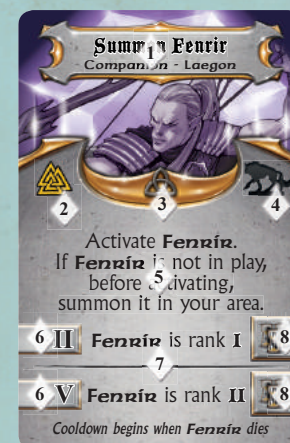 Summon Fenrir
1
Companion - Laegon
2
3
4
Activate Fenrir.
If Fenrir is not in play,
5
before activating,
summon it in your area.
6 II Fenrir is rank I 8
7
6 V Fenrir is rank II 8
Cooldown begins when Fenrir dies